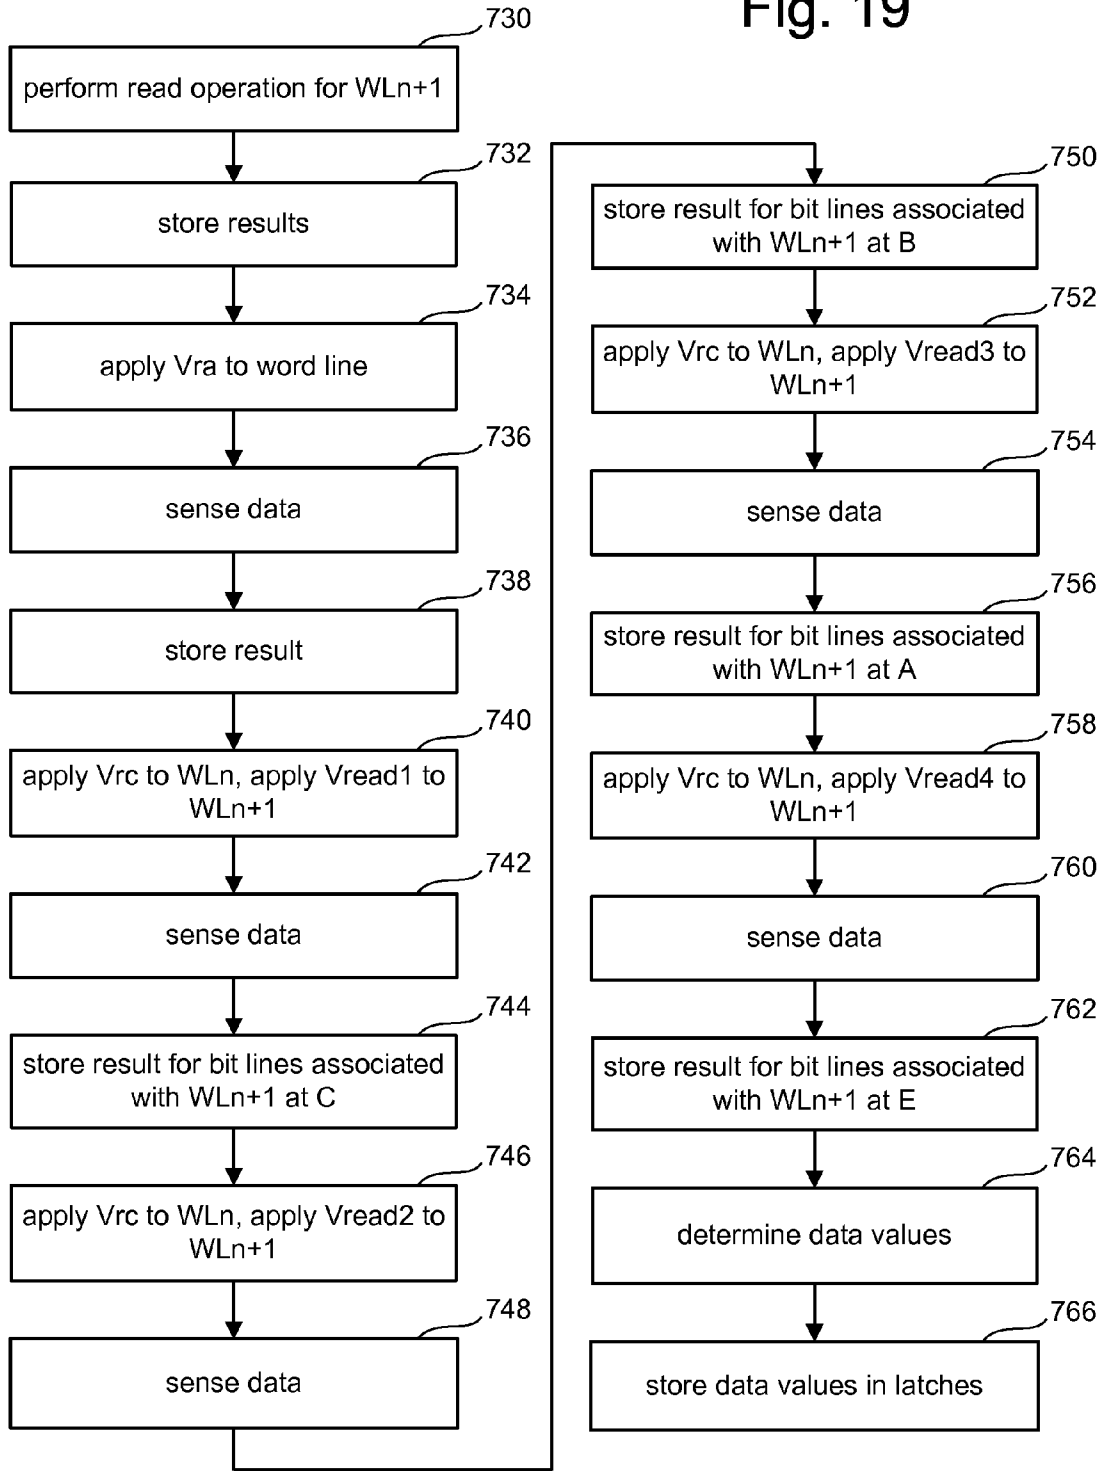 Fig. 19
730
perform read operation for WLn+1
732
store results
734
apply Vra to word line
736
sense data
738
store result
740
apply Vrc to WLn, apply Vread1 to
WLn+1
742
sense data
744
store result for bit lines associated
with WLn+1 at C
746
apply Vrc to WLn, apply Vread2 to
WLn+1
748
sense data
750
store result for bit lines associated
with WLn+1 at B
752
apply Vrc to WLn, apply Vread3 to
WLn+1
754
sense data
756
store result for bit lines associated
with WLn+1 at A
758
apply Vrc to WLn, apply Vread4 to
WLn+1
760
sense data
762
store result for bit lines associated
with WLn+1 at E
764
determine data values
766
store data values in latches